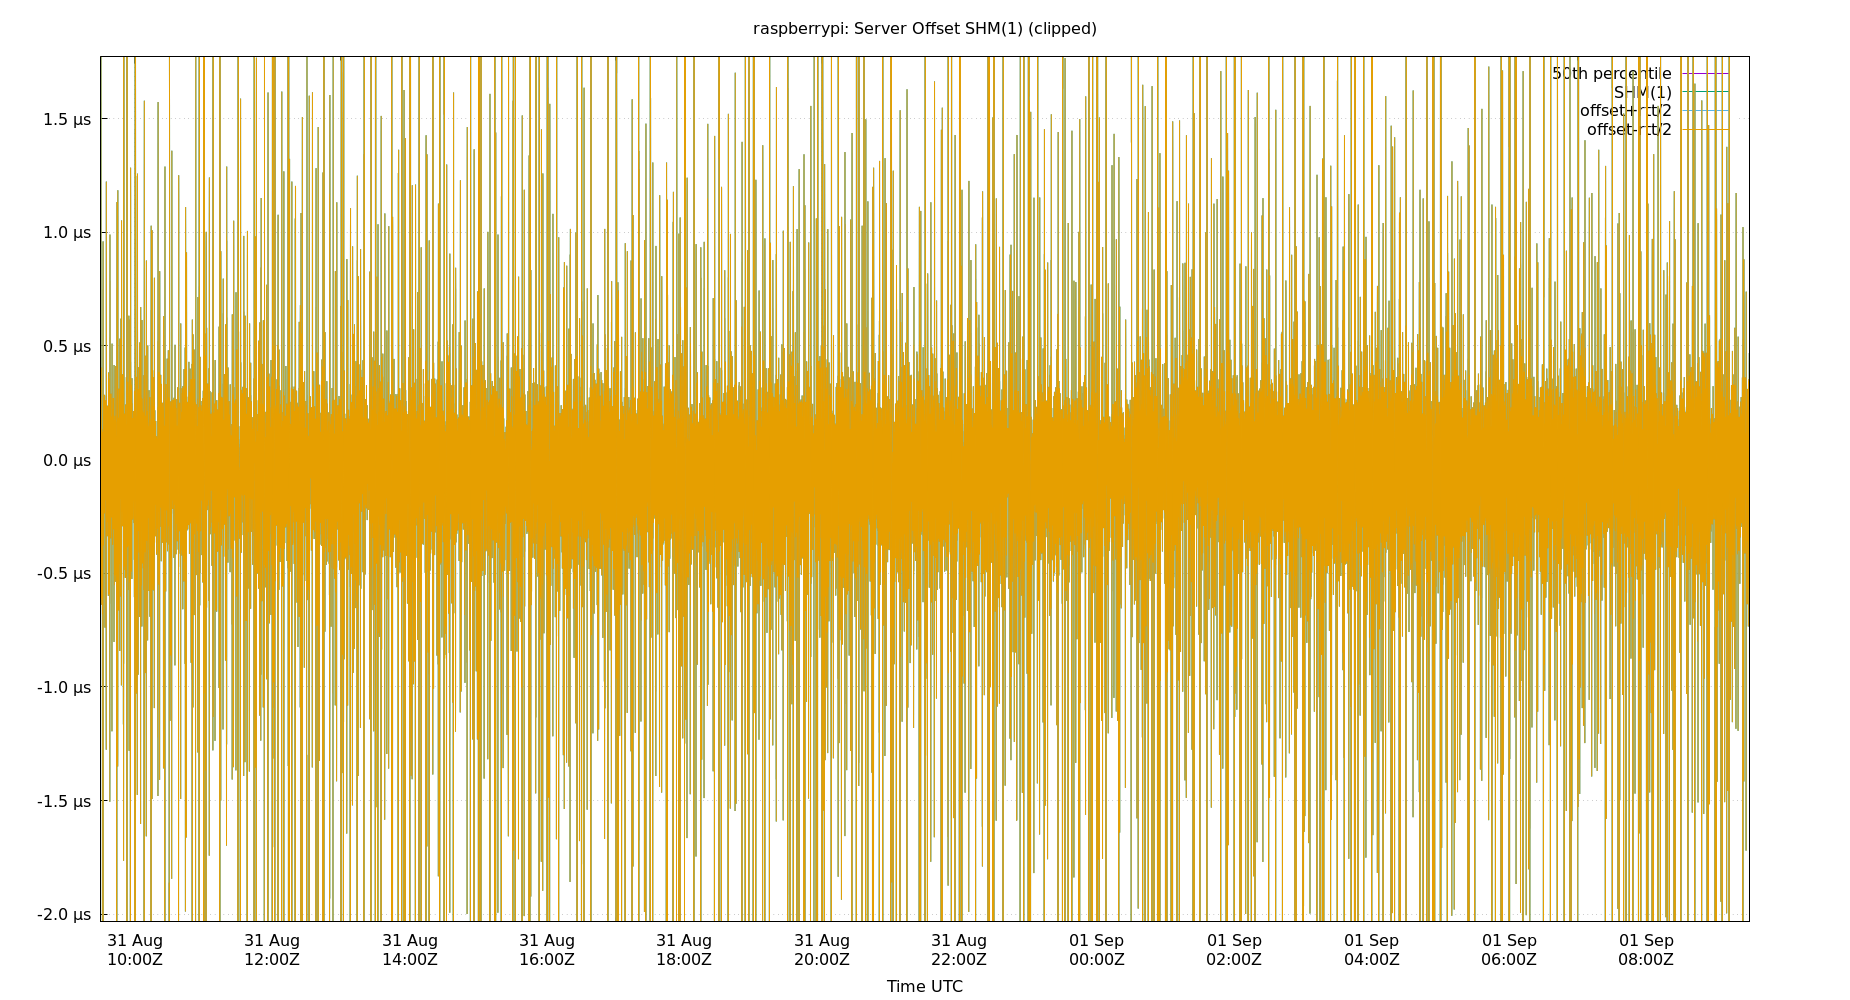 raspberrypi: Server Offset SHM(1) (clipped)
50th percentile
SHM(1)
offset+rtt/2
offset-rtt/2
1.5 µs
1.0 µs
0.5 µs
0.0 µs
-0.5 µs
-1.0 µs
-1.5 µs
-2.0 µs
31 Aug 31 Aug 31 Aug 31 Aug 31 Aug 31 Aug 31 Aug 01 Sep 01 Sep 01 Sep 01 Sep 01 Sep
10:00Z 12:00Z 14:00Z 16:00Z 18:00Z 20:00Z 22:00Z 00:00Z 02:00Z 04:00Z 06:00Z 08:00Z
Time UTC